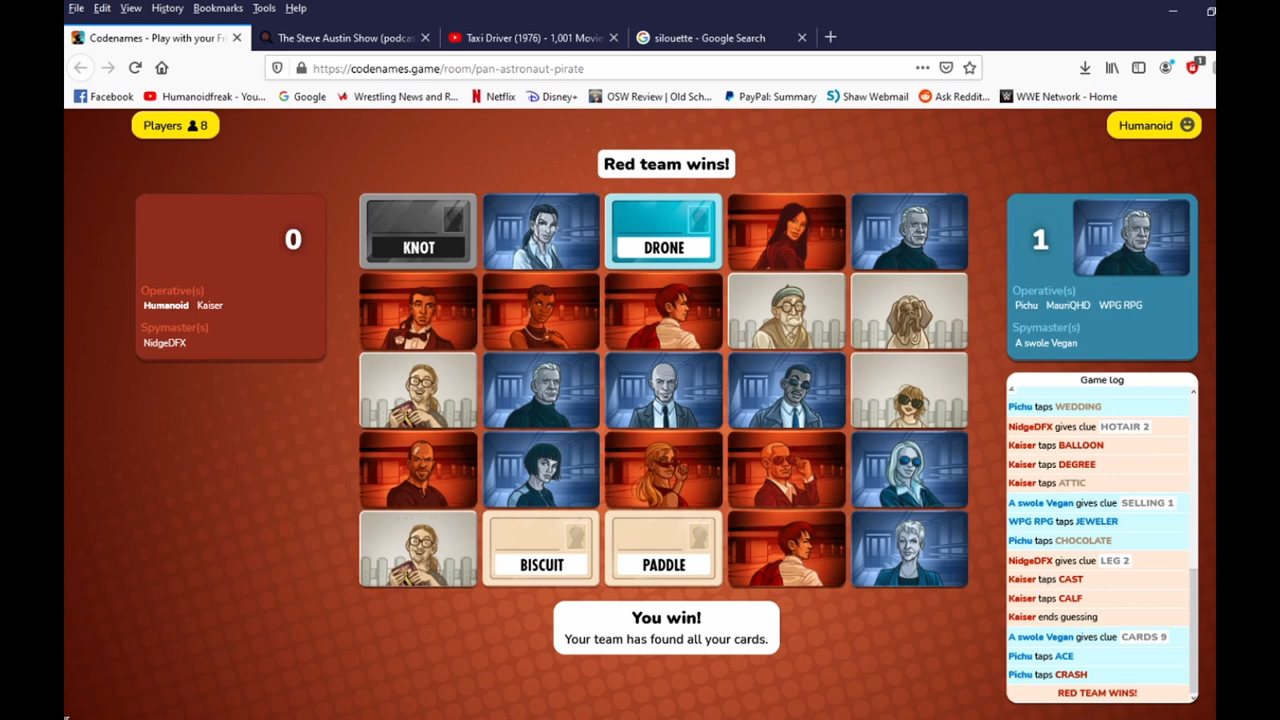 File Edit View History Bookmarks Tools Help
Codenames - Play with your Fr
The Steve Austin Show (podcas
Taxi Driver (1976) - 1,001 Movie
silouette - Google Search
https://codenames.game/room/pan-astronaut-pirate
1
Facebook
Humanoidfreak - You...
Google
Wrestling News and R...
Netflix
Disney+
OSW Review | Old Sch...
PayPal: Summary
Shaw Webmail
Ask Reddit...
WWE Network - Home
Players 8
Humanoid
Red team wins!
0
Operative(s)
Humanoid Kaiser
Spymaster(s)
NidgeDFX
KNOT
DRONE
BISCUIT
PADDLE
You win!
Your team has found all your cards.
1
Operative(s)
Pichu MauriQHD WPG RPG
Spymaster(s)
A swole Vegan
Game log
Pichu taps WEDDING
NidgeDFX gives clue HOTAIR 2
Kaiser taps BALLOON
Kaiser taps DEGREE
Kaiser taps ATTIC
A swole Vegan gives clue SELLING 1
WPG RPG taps JEWELER
Pichu taps CHOCOLATE
NidgeDFX gives clue LEG 2
Kaiser taps CAST
Kaiser taps CALF
Kaiser ends guessing
A swole Vegan gives clue CARDS 9
Pichu taps ACE
Pichu taps CRASH
RED TEAM WINS!